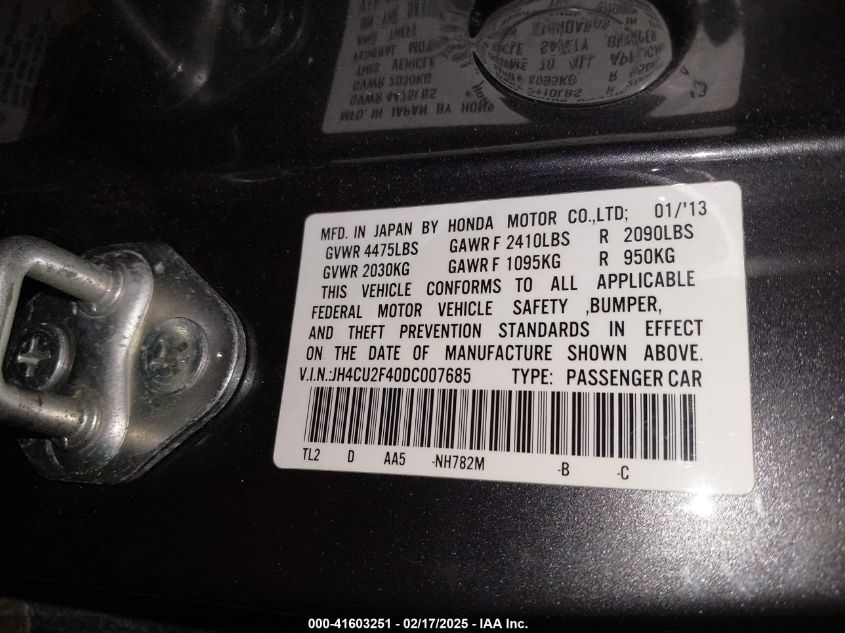 MFD. IN JAPAN BY HONDA MOTOR CO.,LTD; 01/'13
GVWR 4475LBS GAWR F 2410LBS R 2090LBS
GVWR 2030KG GAWR F 1095KG R 950KG
THIS VEHICLE CONFORMS TO ALL APPLICABLE
FEDERAL MOTOR VEHICLE SAFETY ,BUMPER,
AND THEFT PREVENTION STANDARDS IN EFFECT
ON THE DATE OF MANUFACTURE SHOWN ABOVE.
V.I.N.:JH4CU2F40DC007685 TYPE: PASSENGER CAR
TL2 D AA5 -NH782M -B -C
000-41603251 - 02/17/2025 - IAA Inc.